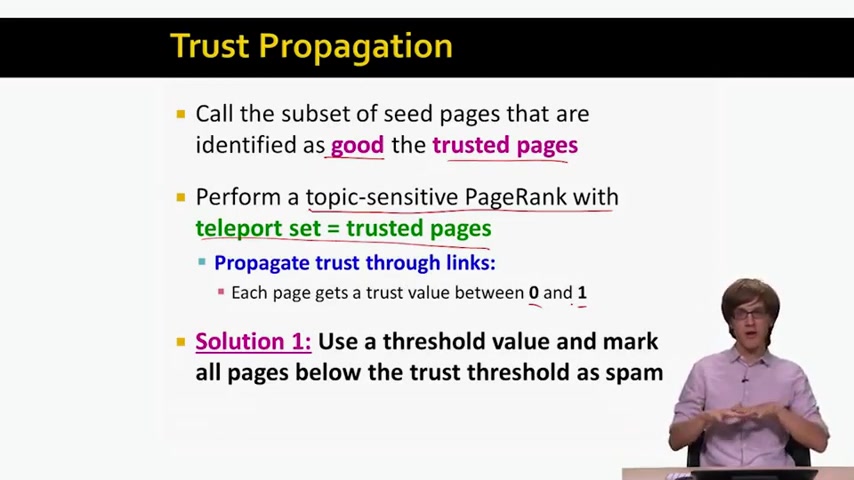 Trust Propagation
Call the subset of seed pages that are
identified as good the trusted pages
Perform a topic-sensitive PageRank with
teleport set = trusted pages
Propagate trust through links:
Each page gets a trust value between 0 and 1
Solution 1: Use a threshold value and mark
all pages below the trust threshold as spam